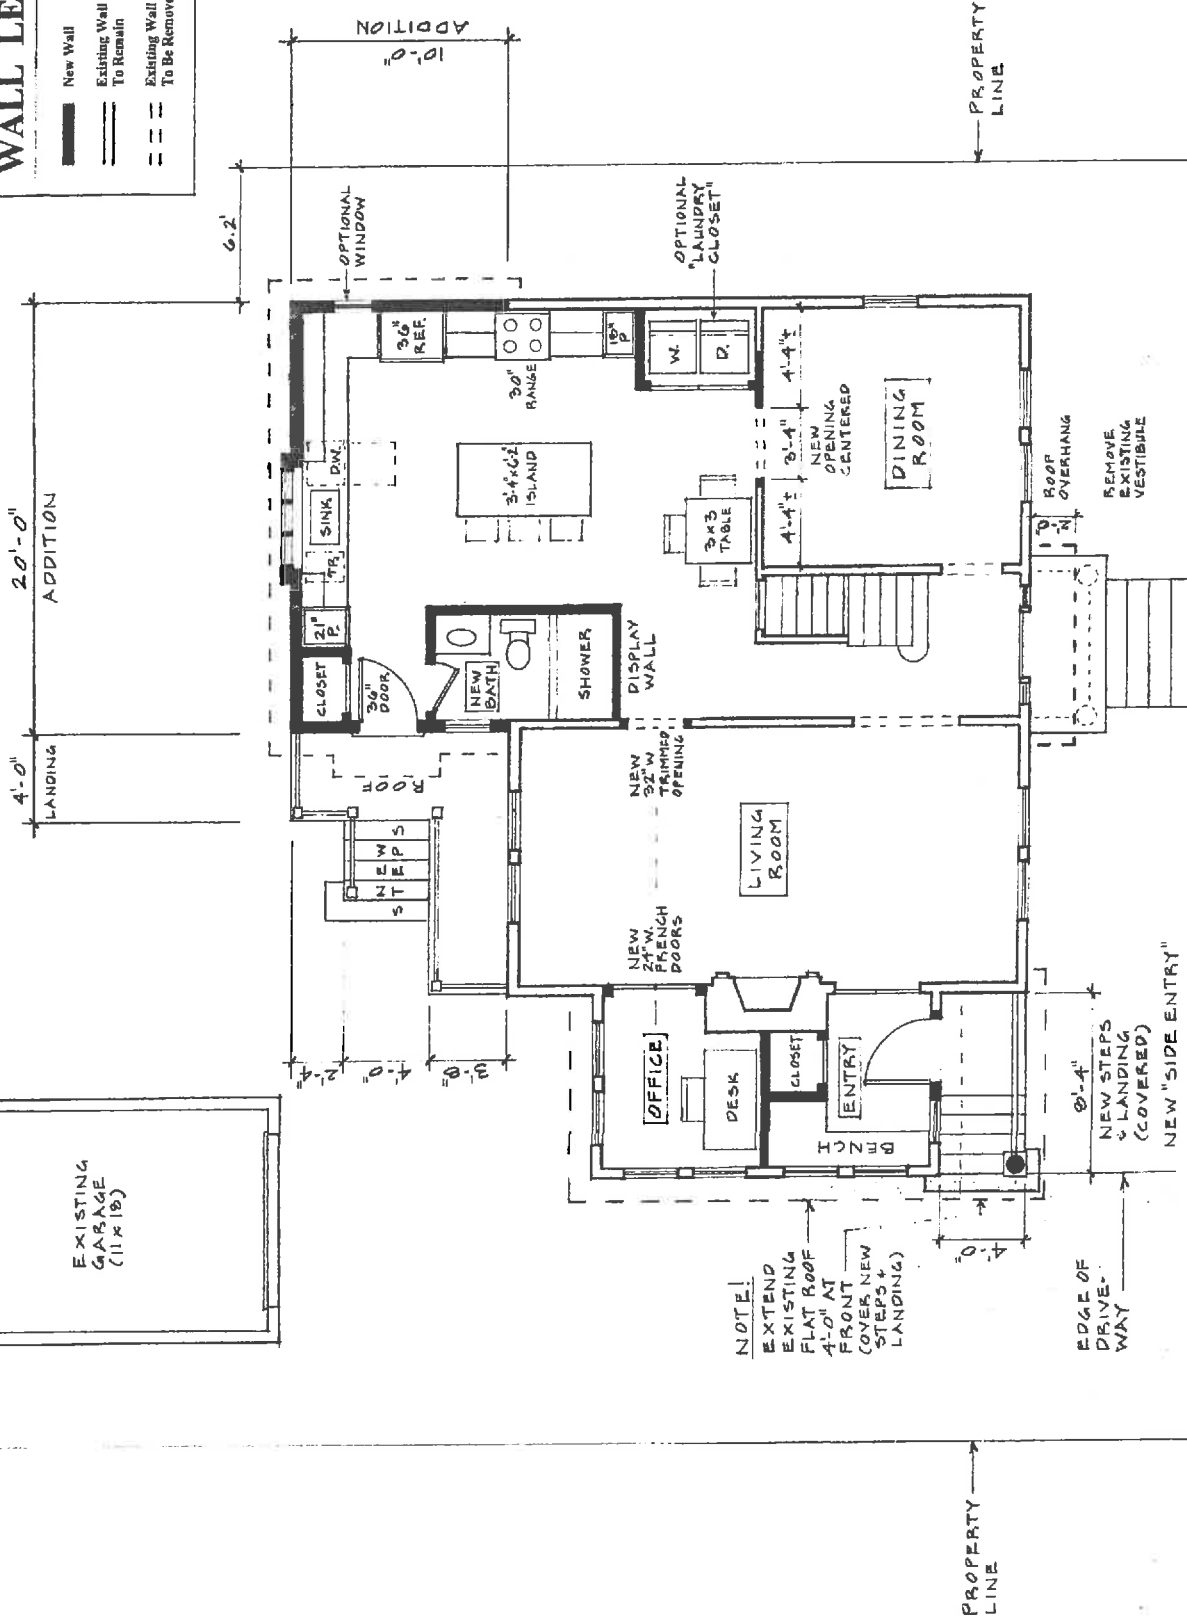 WALL LE
New Wall
Existing Wall
To Remain
Existing Wall
To Be Remove
10'-0"
ADDITION
PROPERTY
LINE
6.2'
20'-0"
ADDITION
4'-0"
LANDING
OPTIONAL
WINDOW
OPTIONAL
"LAUNDRY
CLOSET"
36"
REF.
30"
RANGE
18"
P.
W.
D.
D.W.
SINK
TR.
21"
P.
3'-4"x6'-2"
ISLAND
3x3
TABLE
4'-4"±
3'-4"
4'-4"±
NEW
OPENING
CENTERED
DINING
ROOM
ROOF
OVERHANG
REMOVE
EXISTING
VESTIBULE
CLOSET
36"
DOOR
NEW
BATH
SHOWER
DISPLAY
WALL
ROOF
NEW
STEPS
NEW
32"W
TRIMMED
OPENING
LIVING
ROOM
NEW
24"W.
FRENCH
DOORS
2'-4"
4'-0"
3'-8"
OFFICE
DESK
CLOSET
ENTRY
BENCH
8'-4"
NEW STEPS
& LANDING
(COVERED)
NEW "SIDE ENTRY"
EXISTING
GARAGE
(11 x 18)
NOTE!
EXTEND
EXISTING
FLAT ROOF
4'-0" AT
FRONT
(OVER NEW
STEPS +
LANDING)
4'-0"
EDGE OF
DRIVE-
WAY
PROPERTY
LINE